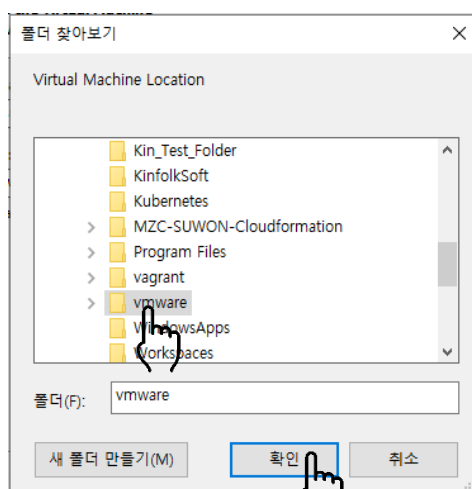 폴더 찾아보기
Virtual Machine Location
Kin_Test_Folder
KinfolkSoft
Kubernetes
MZC-SUWON-Cloudformation
Program Files
vagrant
vmware
WindowsApps
Workspaces
폴더(F): vmware
새 폴더 만들기(M) 확인 취소